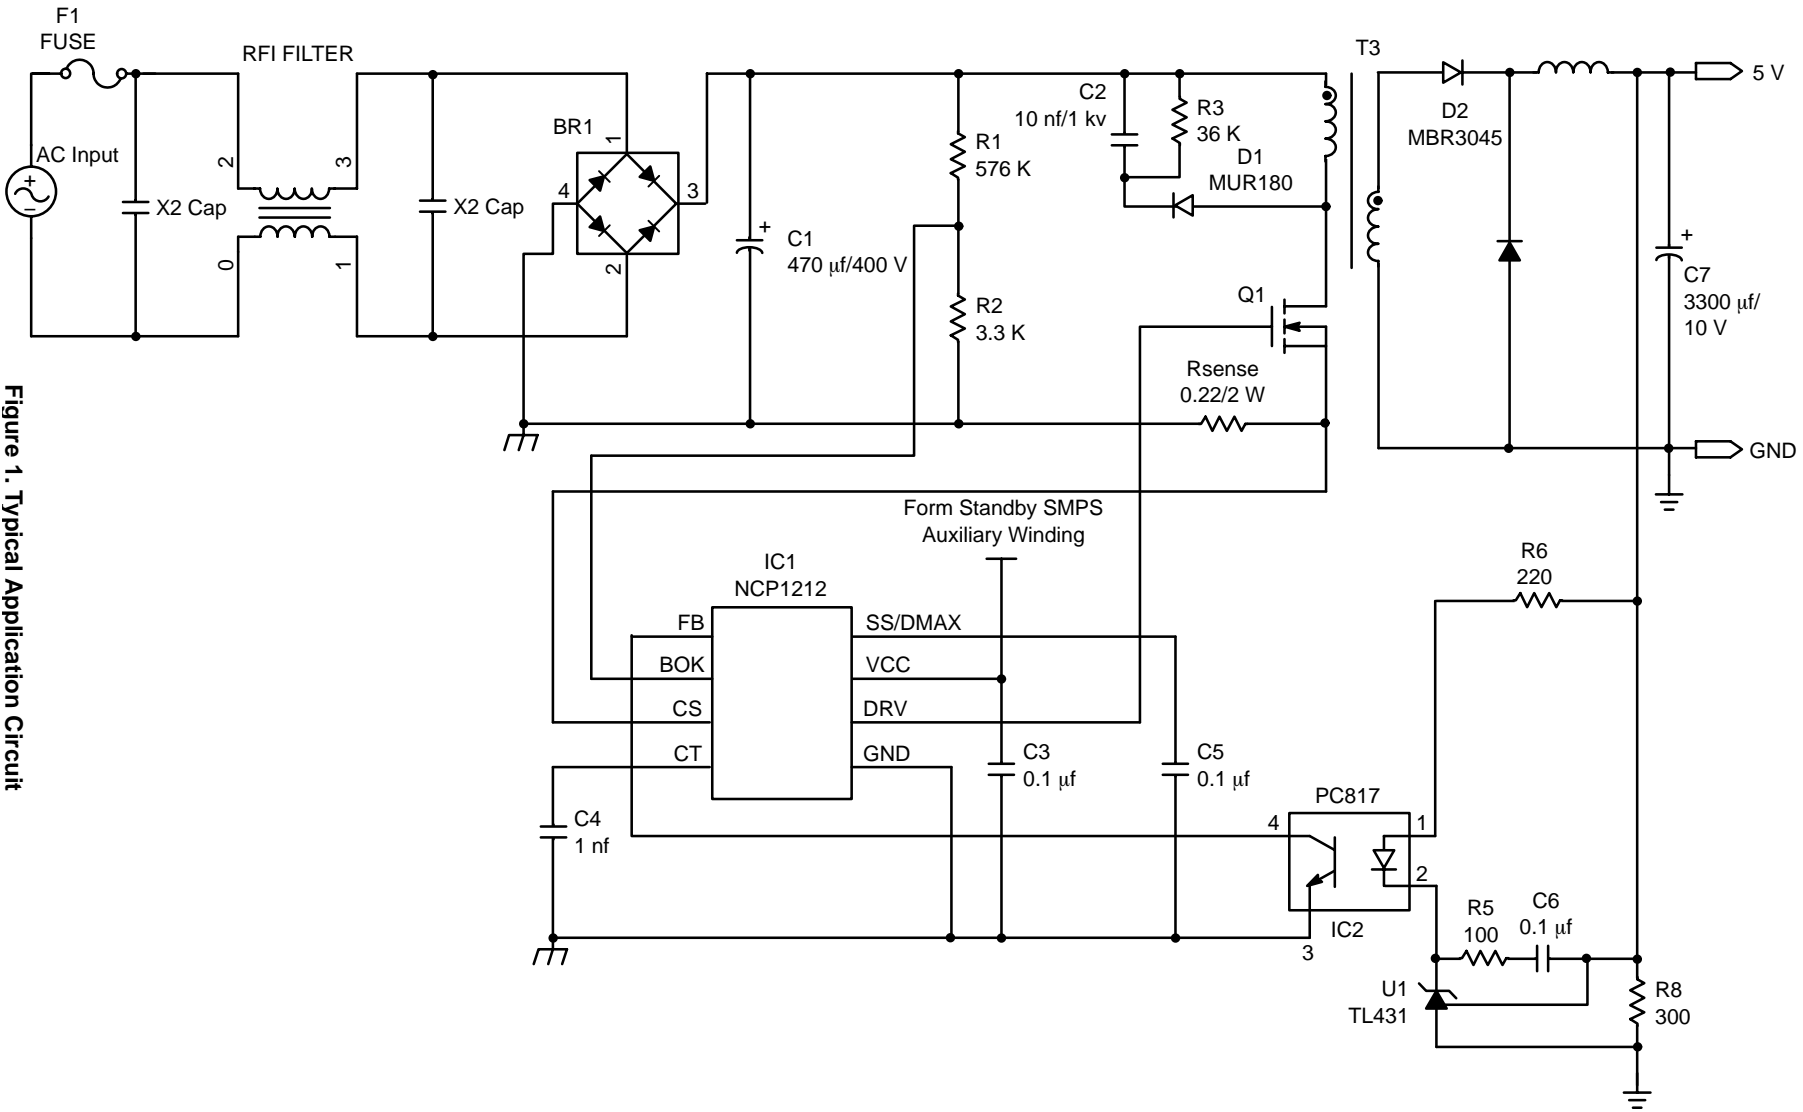 F1
FUSE
RFI FILTER
AC Input
X2 Cap
2
3
0
1
X2 Cap
BR1
1
4
3
2
C1
470 µf/400 V
+
R1
576 K
R2
3.3 K
C2
10 nf/1 kv
R3
36 K
D1
MUR180
T3
Q1
Rsense
0.22/2 W
D2
MBR3045
5 V
+
C7
3300 µf/
10 V
GND
Form Standby SMPS
Auxiliary Winding
IC1
NCP1212
FB
BOK
CS
CT
SS/DMAX
VCC
DRV
GND
C3
0.1 µf
C5
0.1 µf
C4
1 nf
PC817
4
1
2
3
IC2
R6
220
R5
100
C6
0.1 µf
U1
TL431
R8
300
Figure 1. Typical Application Circuit